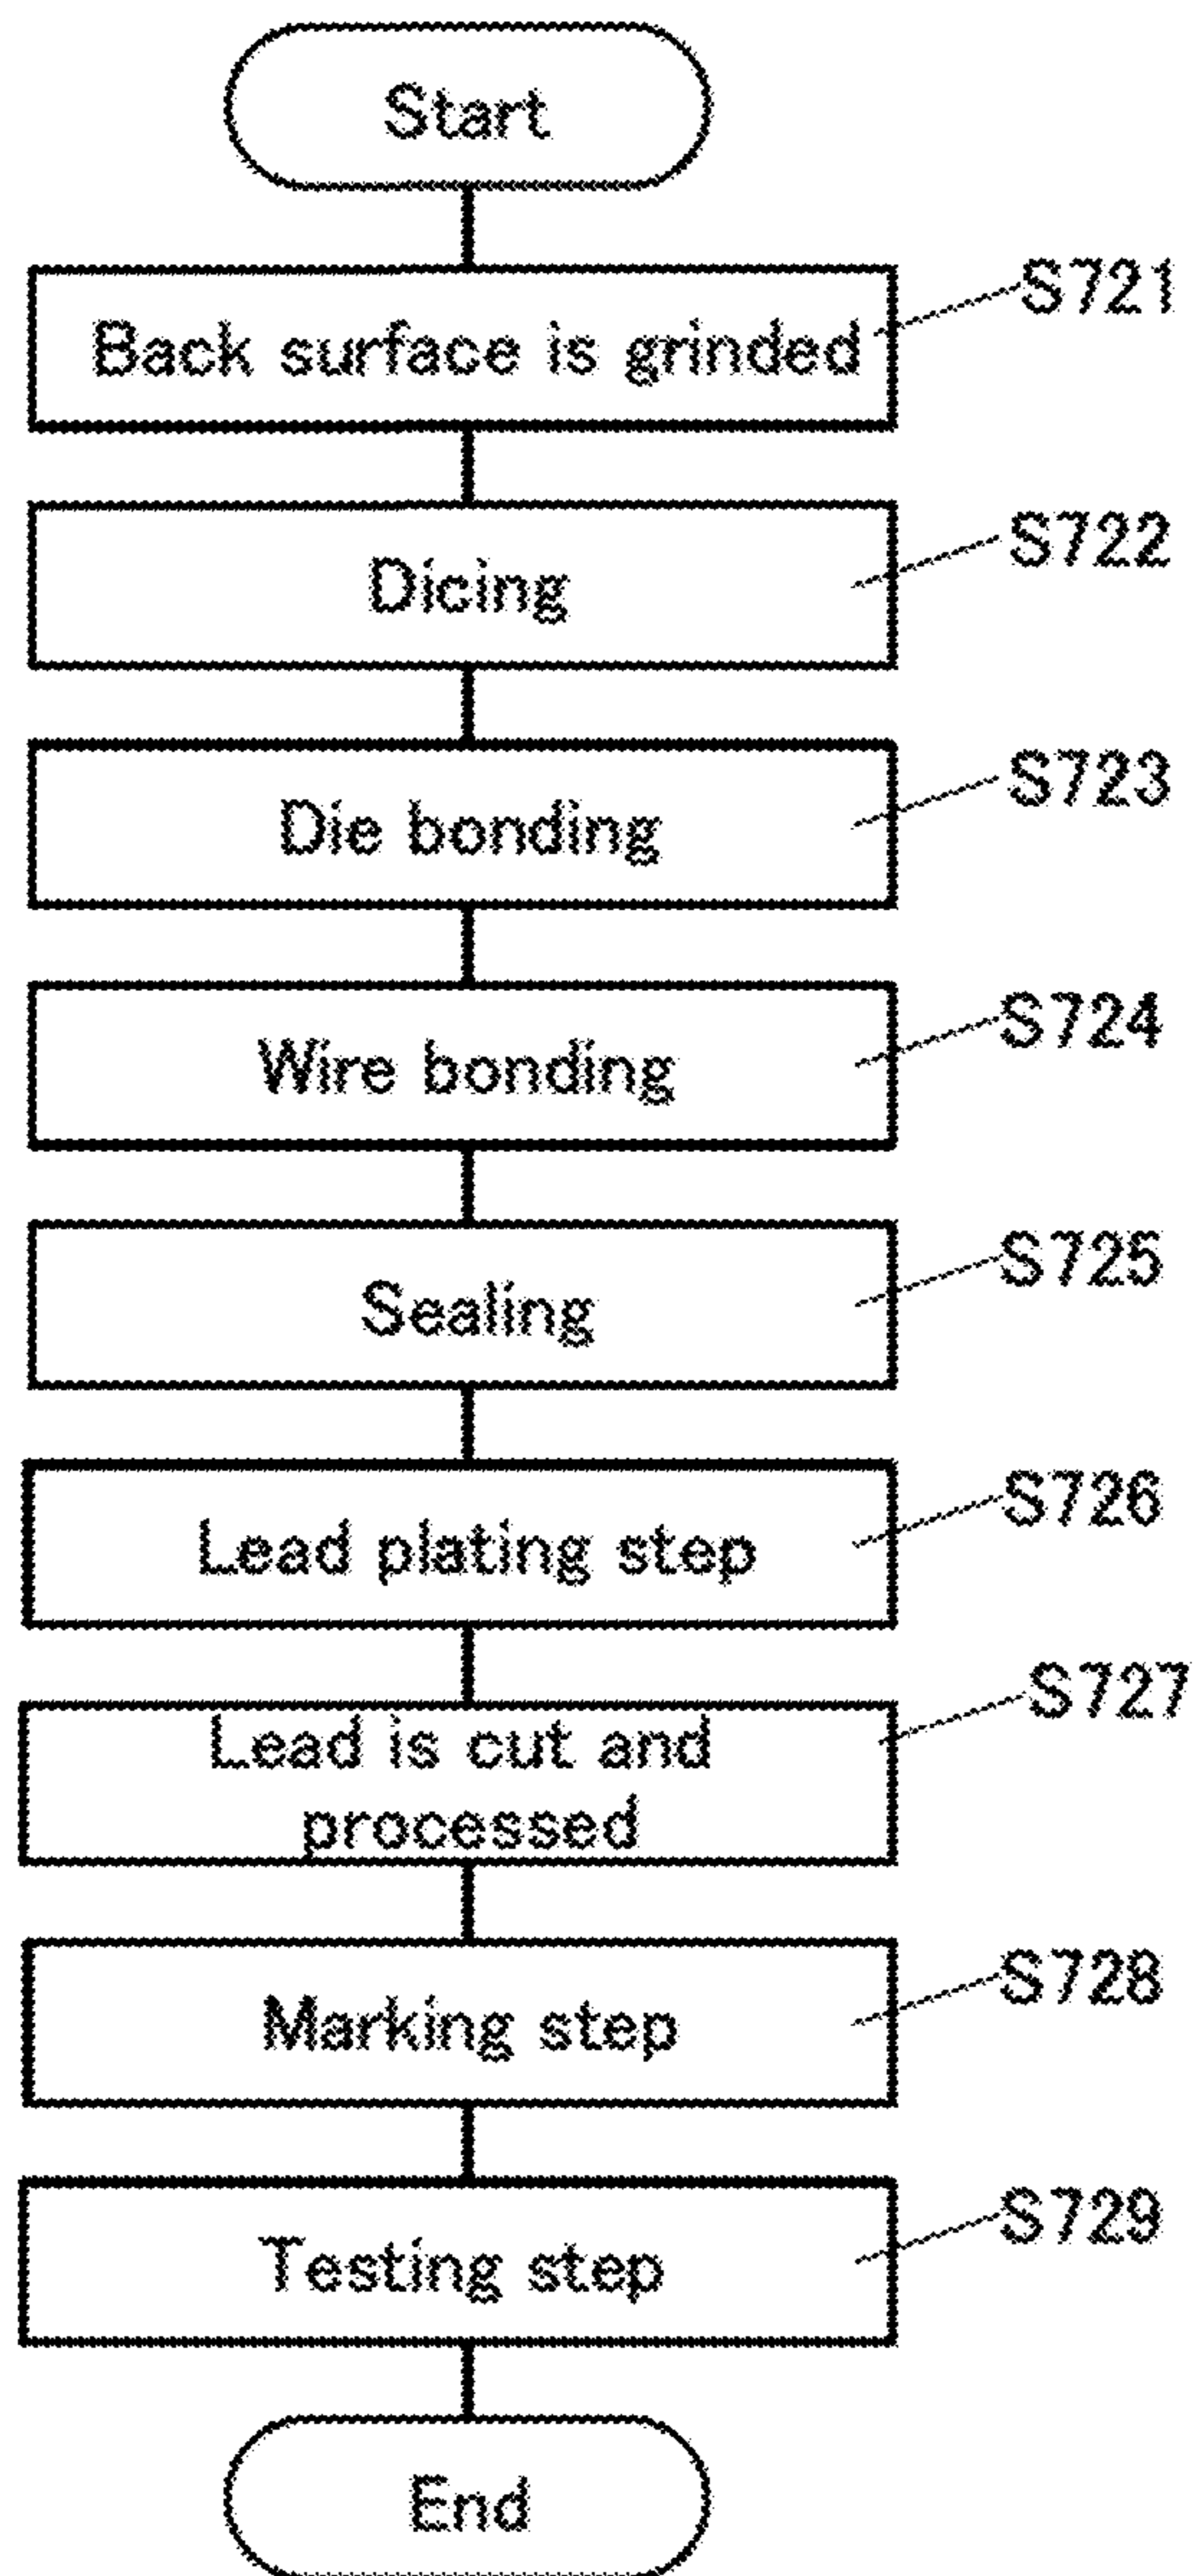 Start
Back surface is grinded
S721
Dicing
S722
Die bonding
S723
Wire bonding
S724
Sealing
S725
Lead plating step
S726
Lead is cut and
processed
S727
Marking step
S728
Testing step
S729
End